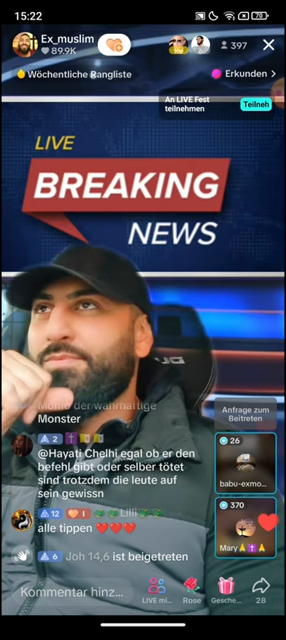 15:22
70
Ex_muslim
89.9K
397
Wöchentliche Rangliste
Erkunden >
An LIVE Fest
teilnehmen
Teilneh
LIVE
BREAKING
NEWS
Monster
Anfrage zum
Beitreten
2
@Hayati Chelhi egal ob er den
befehl gibt oder selber tötet
sind trotzdem die leute auf
sein gewissn
26
babu-exmo...
12
1
Lilli
alle tippen
370
Mary
6 Joh 14,6 ist beigetreten
Kommentar hinz...
LIVE mi...
Rose
Gesche...
28